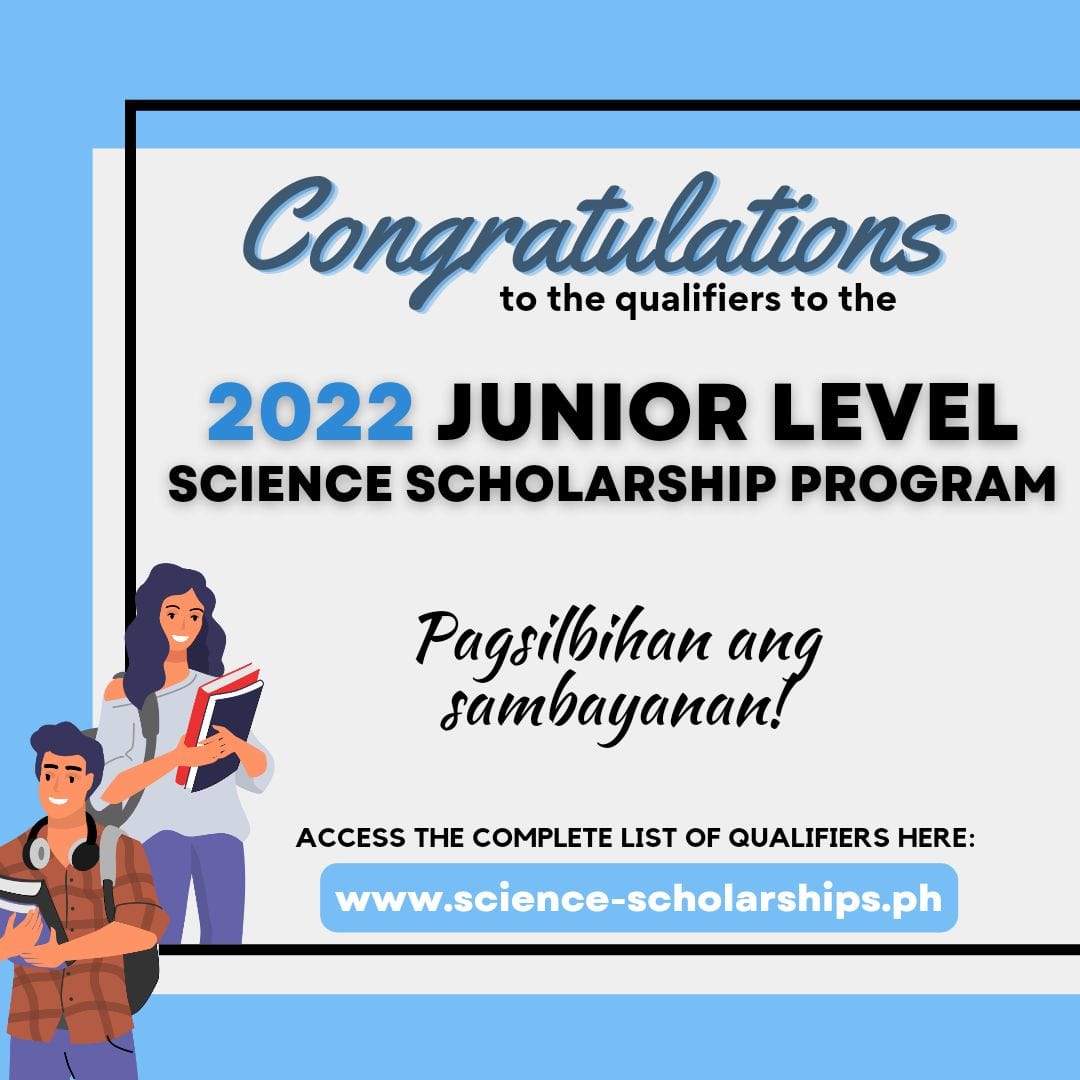 Congratulations
to the qualifiers to the
2022 JUNIOR LEVEL
SCIENCE SCHOLARSHIP PROGRAM
Pagsilbihan ang
sambayanan!
ACCESS THE COMPLETE LIST OF QUALIFIERS HERE:
www.science-scholarships.ph